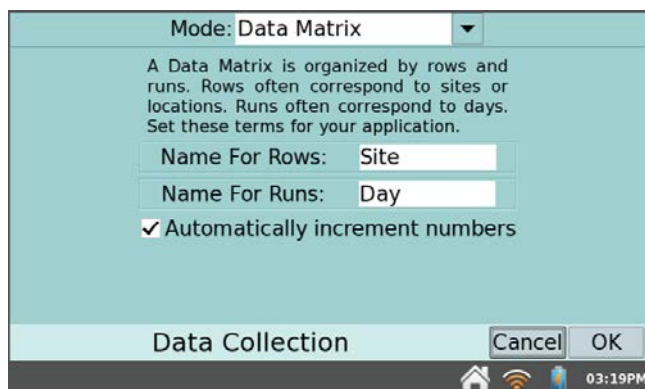 Mode: Data Matrix
A Data Matrix is organized by rows and
runs. Rows often correspond to sites or
locations. Runs often correspond to days.
Set these terms for your application.
Name For Rows: Site
Name For Runs: Day
Automatically increment numbers
Data Collection Cancel OK
03:19PM